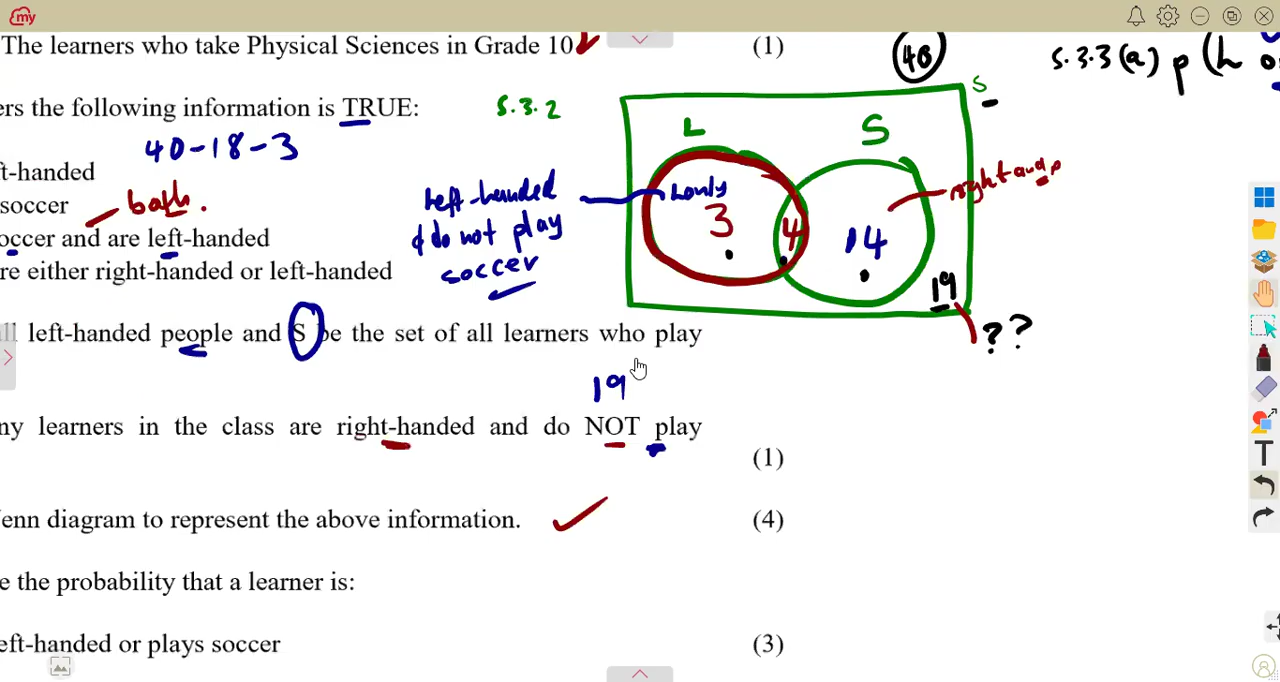 my
The learners who take Physical Sciences in Grade 10
(1)
40
5.3.3 (a) P (h o
ers the following information is TRUE:
5.3.2
S
40-18-3
L
S
ft-handed
both.
soccer
left-handed
& do not play
soccer
h only
3
4
14
right and p
occer and are left-handed
re either right-handed or left-handed
19
??
ll left-handed people and S be the set of all learners who play
19
ny learners in the class are right-handed and do NOT play
(1)
enn diagram to represent the above information.
(4)
e the probability that a learner is:
eft-handed or plays soccer
(3)
T